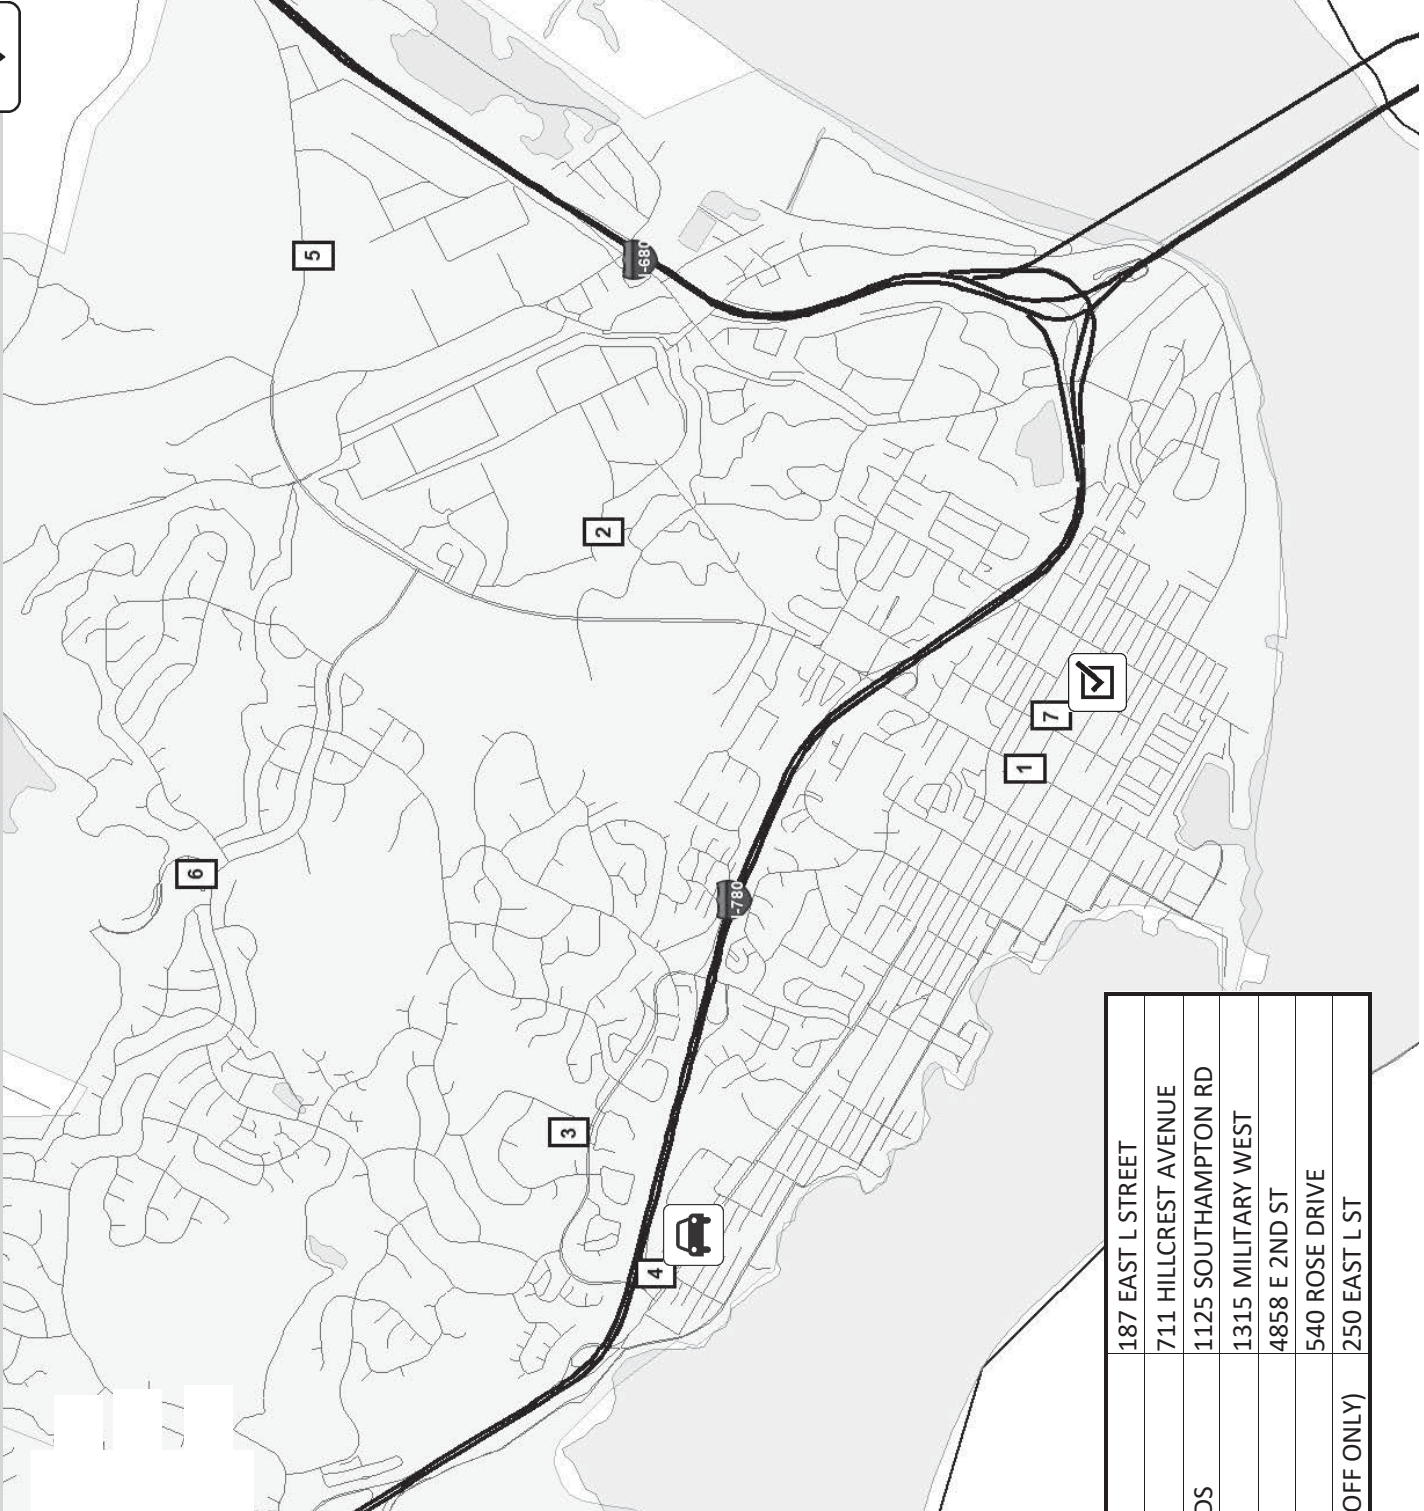 5
I-680
2
7
1
6
I-780
3
4
187 EAST L STREET
711 HILLCREST AVENUE
DS 1125 SOUTHAMPTON RD
1315 MILITARY WEST
4858 E 2ND ST
540 ROSE DRIVE
OFF ONLY) 250 EAST L ST